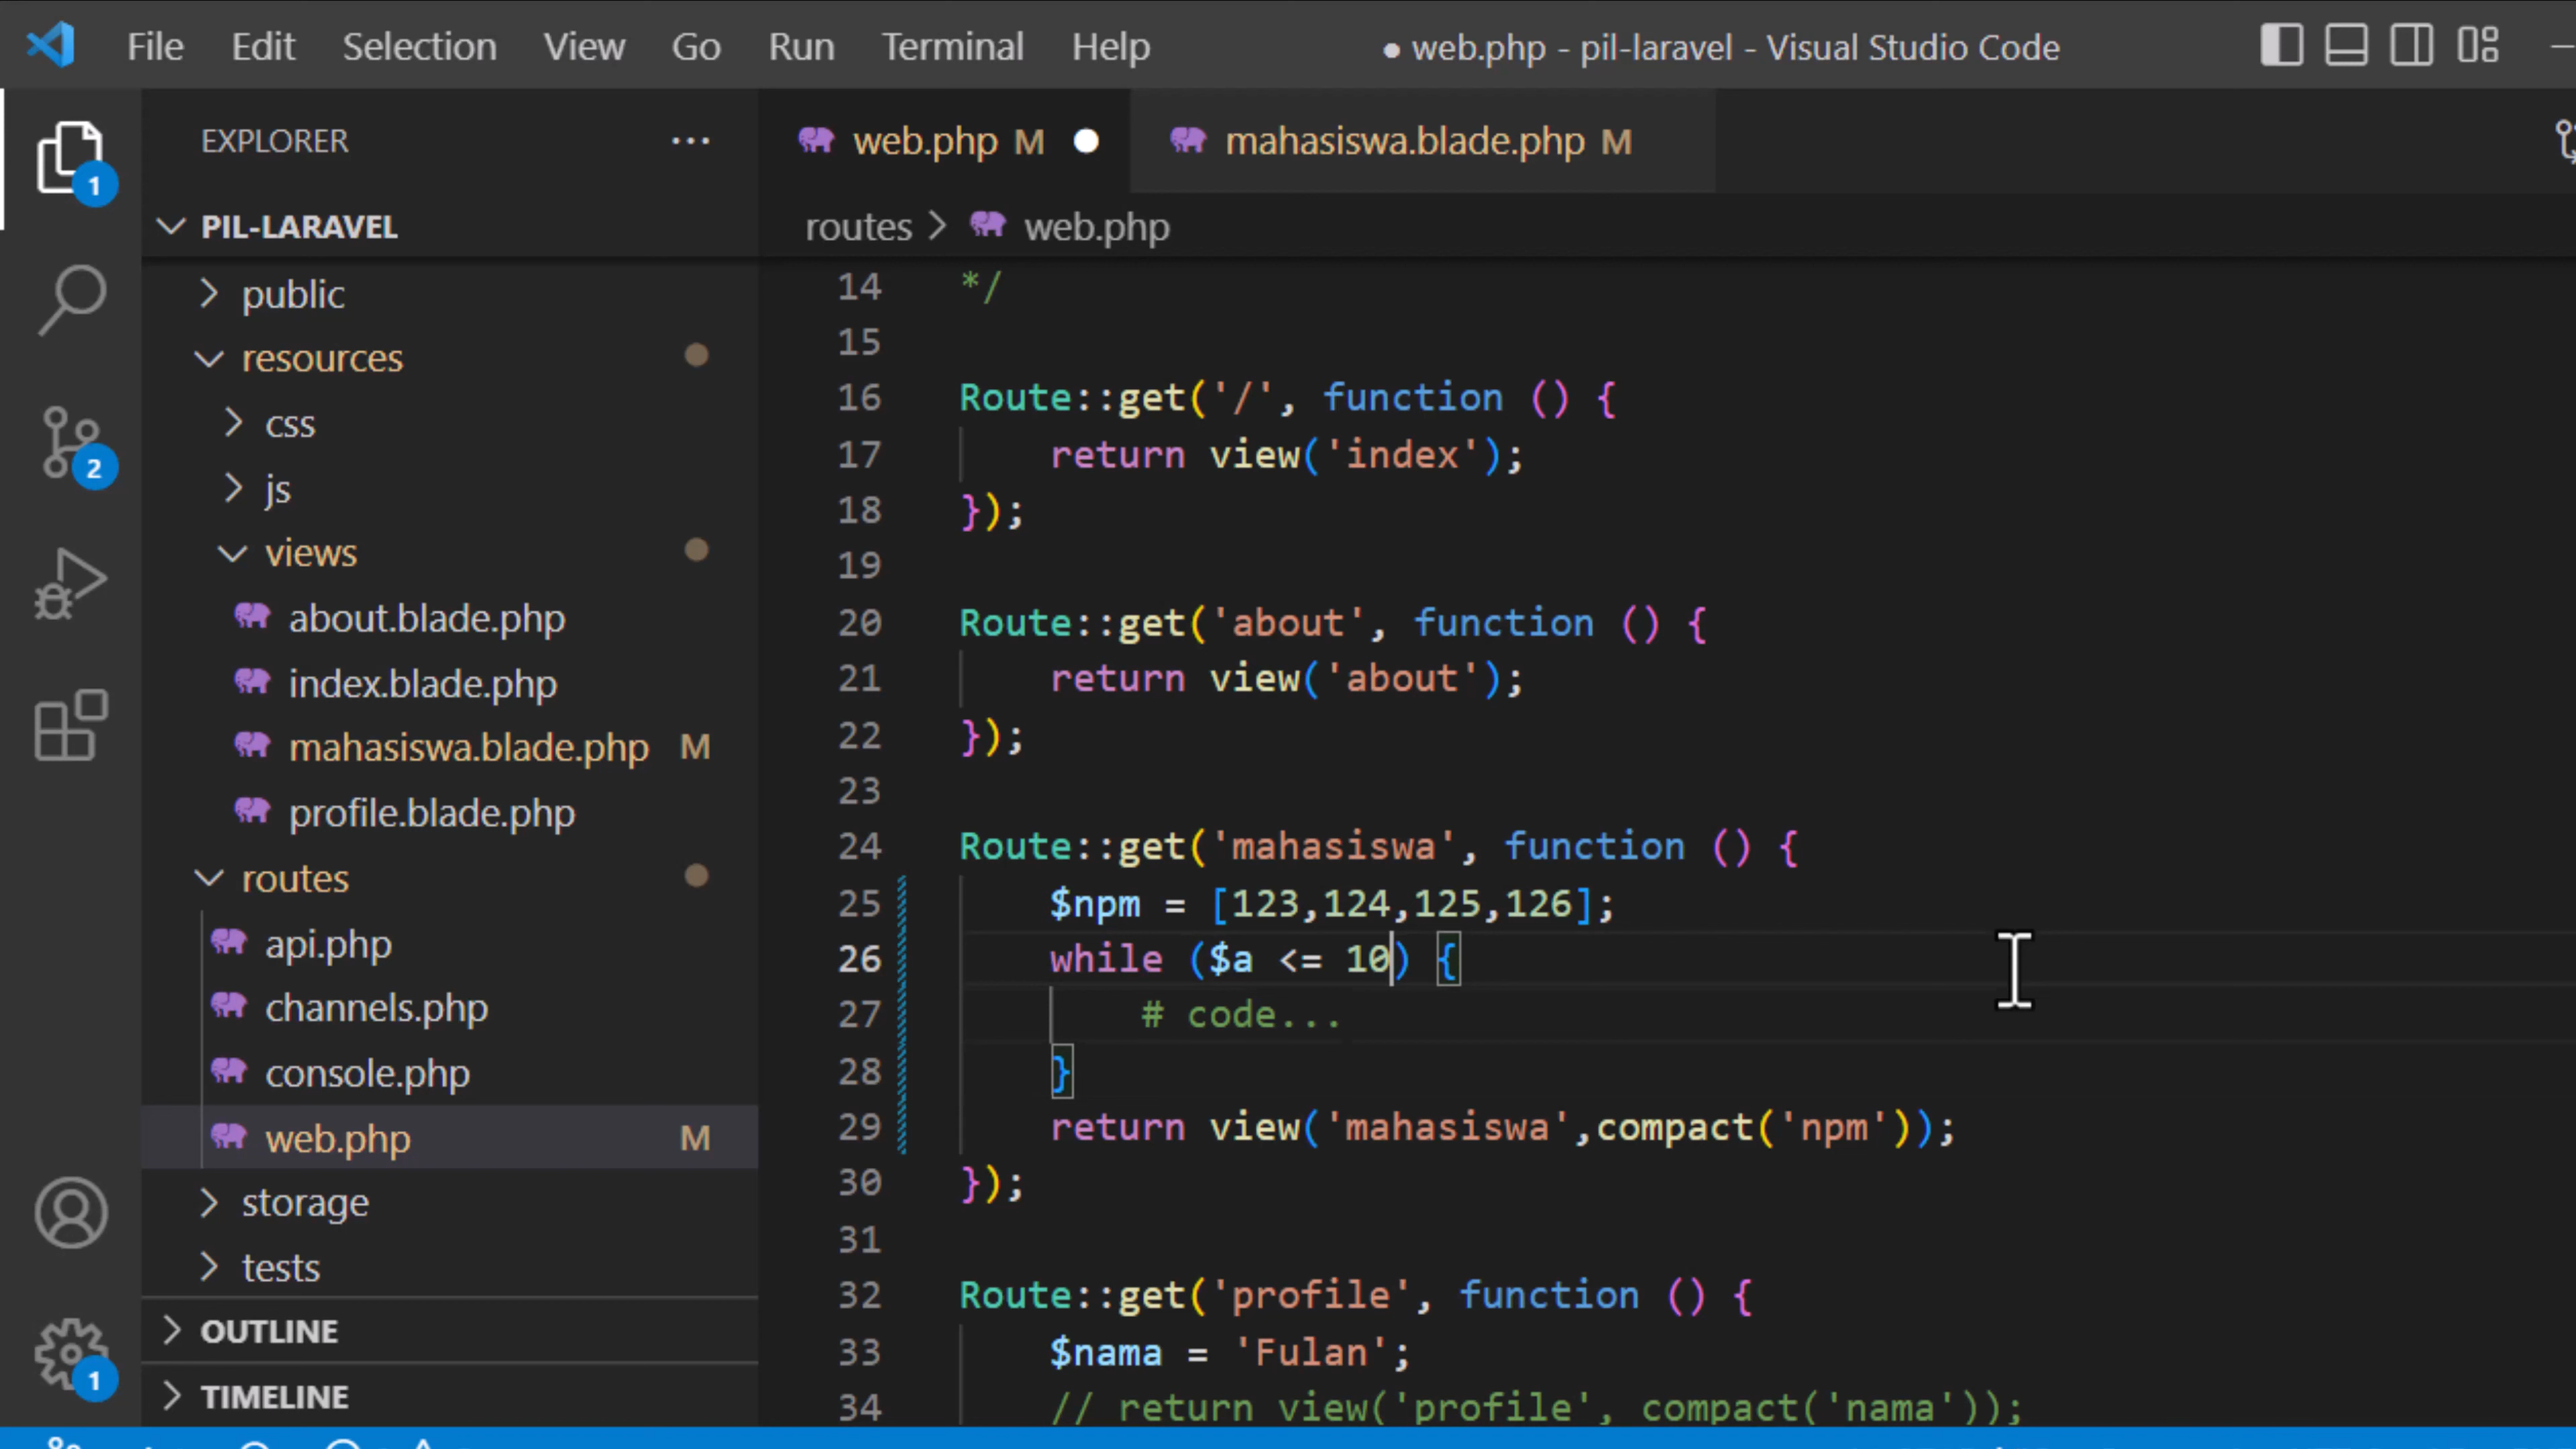 File Edit Selection View Go Run Terminal Help ● web.php - pil-laravel - Visual Studio Code
EXPLORER ···
web.php M ● mahasiswa.blade.php M
routes > web.php
1
2
1
PIL-LARAVEL
public
resources
css
js
views
about.blade.php
index.blade.php
mahasiswa.blade.php M
profile.blade.php
routes
api.php
channels.php
console.php
web.php M
storage
tests
OUTLINE
TIMELINE
14 */
15
16 Route::get('/', function () {
17     return view('index');
18 });
19
20 Route::get('about', function () {
21     return view('about');
22 });
23
24 Route::get('mahasiswa', function () {
25     $npm = [123,124,125,126];
26     while ($a <= 10) {
27         # code...
28     }
29     return view('mahasiswa',compact('npm'));
30 });
31
32 Route::get('profile', function () {
33     $nama = 'Fulan';
34     // return view('profile', compact('nama'));